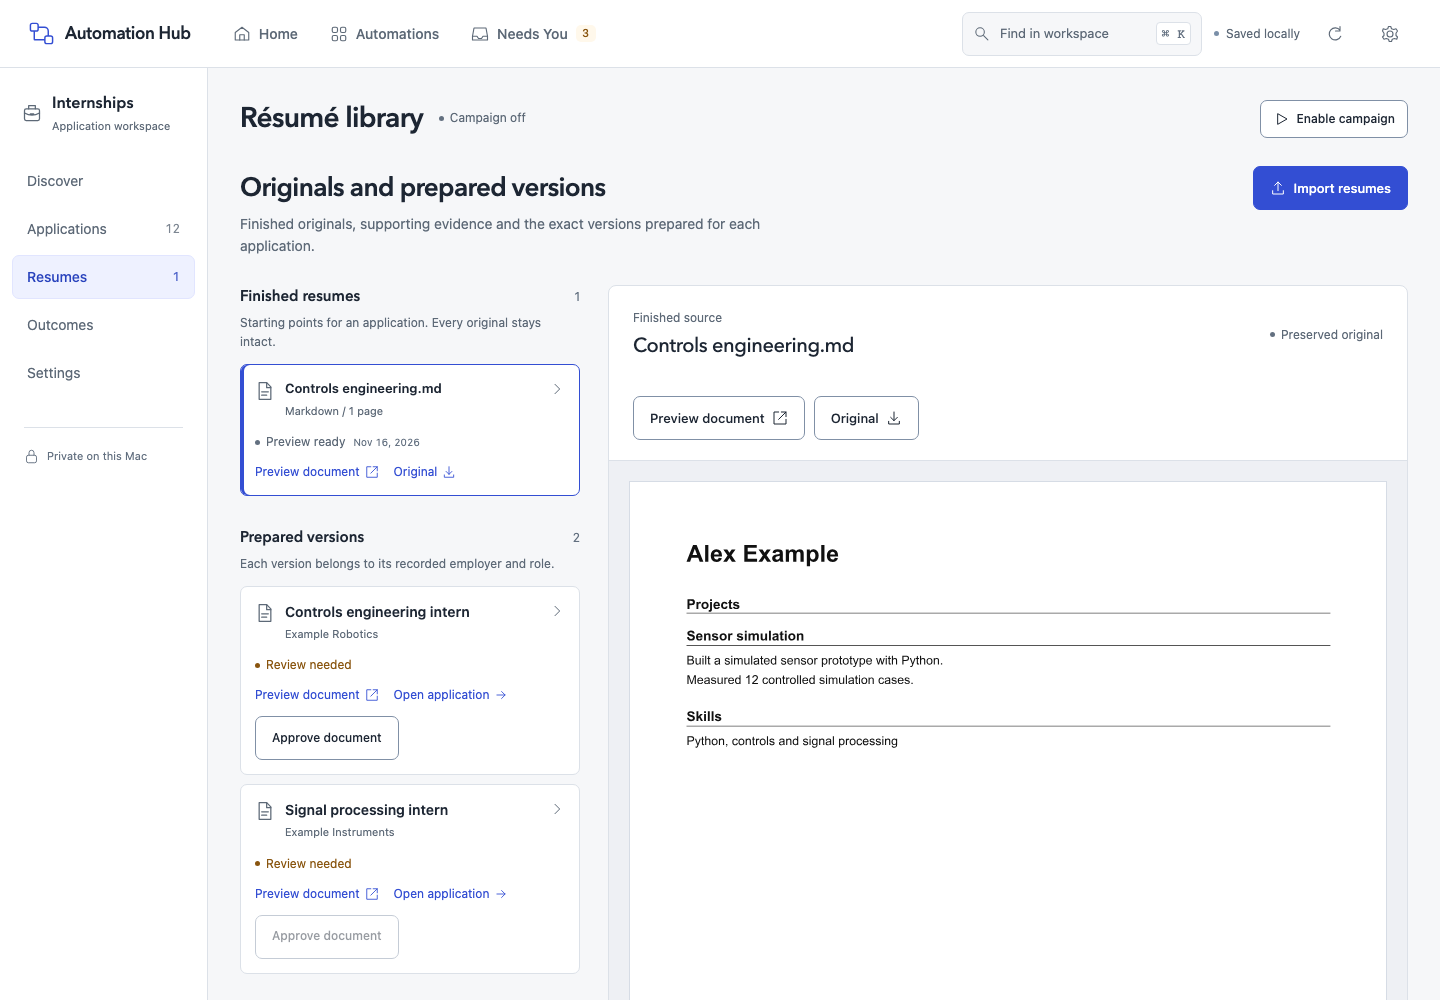 Automation Hub
Home
Automations
Needs You 3
Find in workspace
⌘ K
Saved locally
Internships
Application workspace
Discover
Applications 12
Resumes 1
Outcomes
Settings
Private on this Mac
Résumé library
Campaign off
Enable campaign
Originals and prepared versions
Finished originals, supporting evidence and the exact versions prepared for each
application.
Import resumes
Finished resumes 1
Starting points for an application. Every original stays
intact.
Controls engineering.md
Markdown / 1 page
Preview ready Nov 16, 2026
Preview document Original
Prepared versions 2
Each version belongs to its recorded employer and role.
Controls engineering intern
Example Robotics
Review needed
Preview document Open application
Approve document
Signal processing intern
Example Instruments
Review needed
Preview document Open application
Approve document
Finished source
Controls engineering.md
Preserved original
Preview document
Original
Alex Example
Projects
Sensor simulation
Built a simulated sensor prototype with Python.
Measured 12 controlled simulation cases.
Skills
Python, controls and signal processing